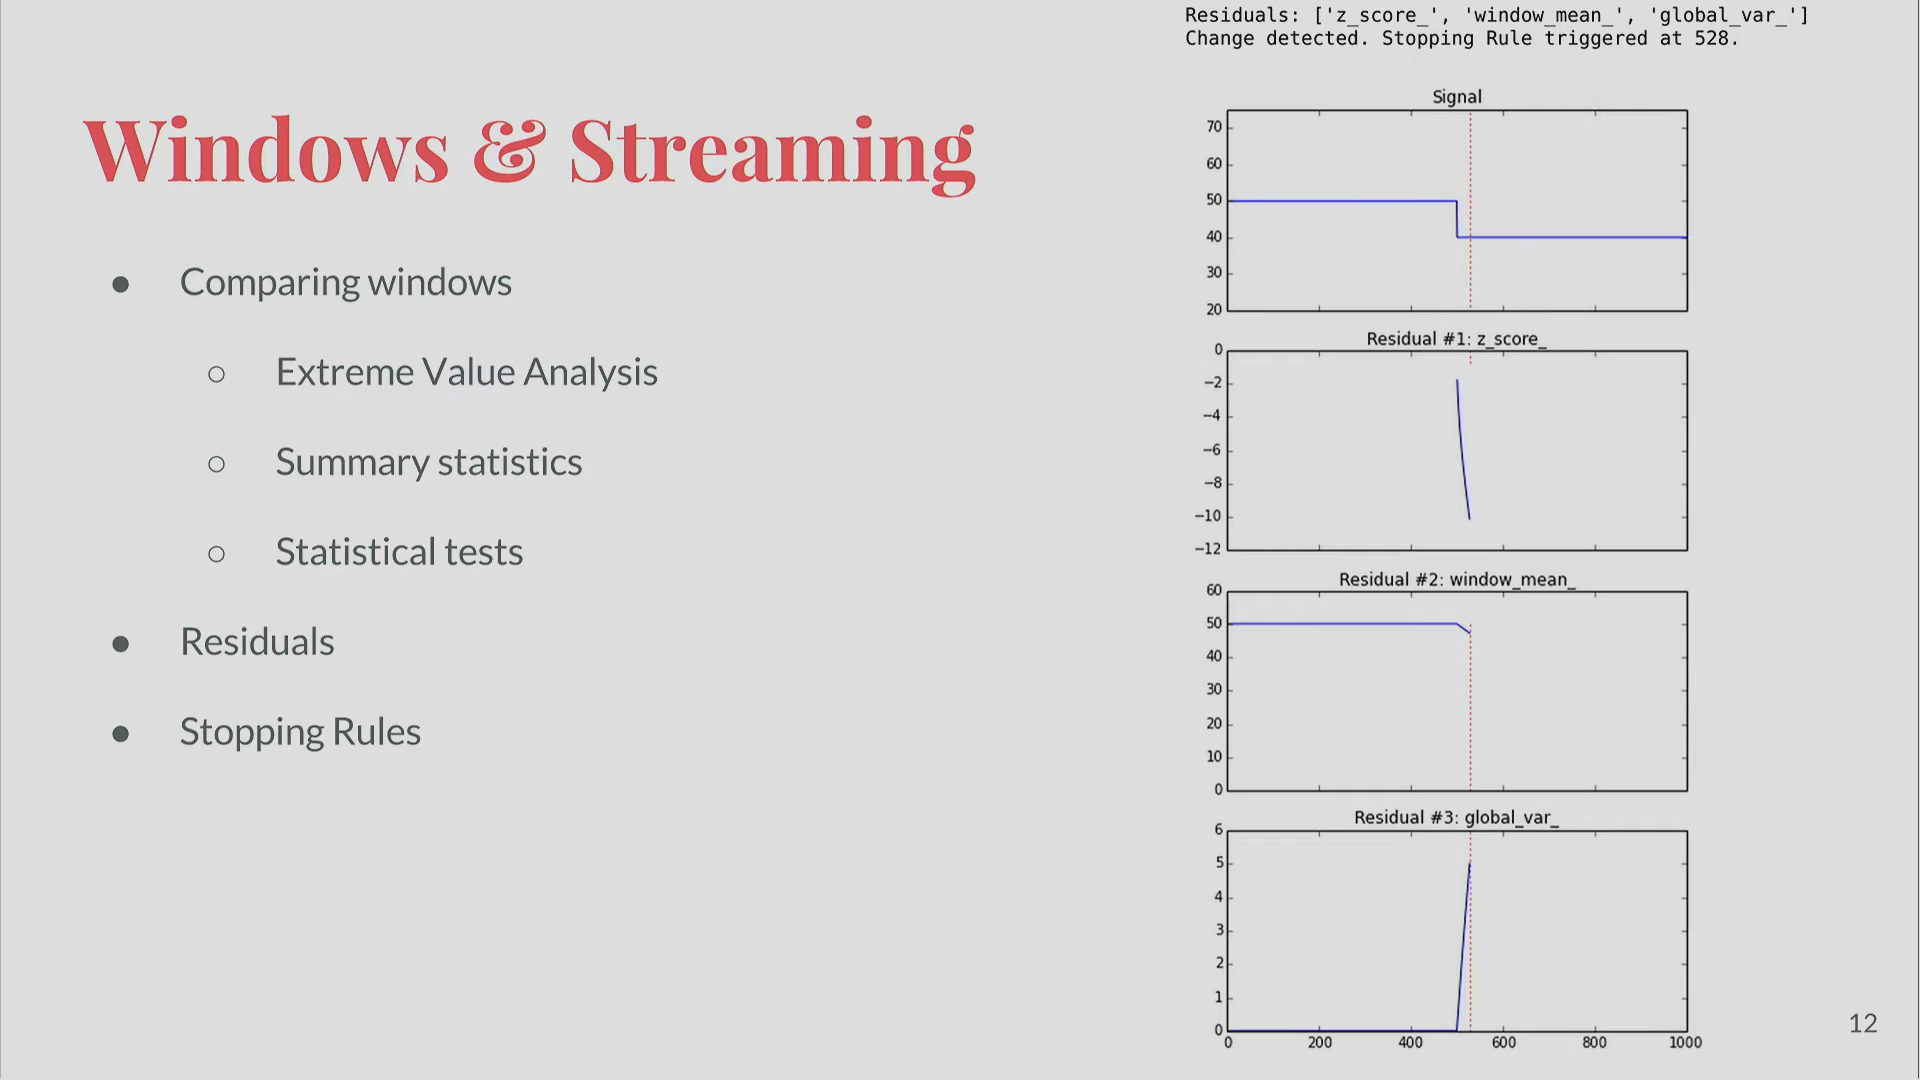 Residuals: ['z_score_', 'window_mean_', 'global_var_']
Change detected. Stopping Rule triggered at 528.
Windows & Streaming
● Comparing windows
○ Extreme Value Analysis
○ Summary statistics
○ Statistical tests
● Residuals
● Stopping Rules
Signal
70
60
50
40
30
20
Residual #1: z_score_
0
−2
−4
−6
−8
−10
−12
Residual #2: window_mean_
60
50
40
30
20
10
0
Residual #3: global_var_
6
5
4
3
2
1
0
0 200 400 600 800 1000
12